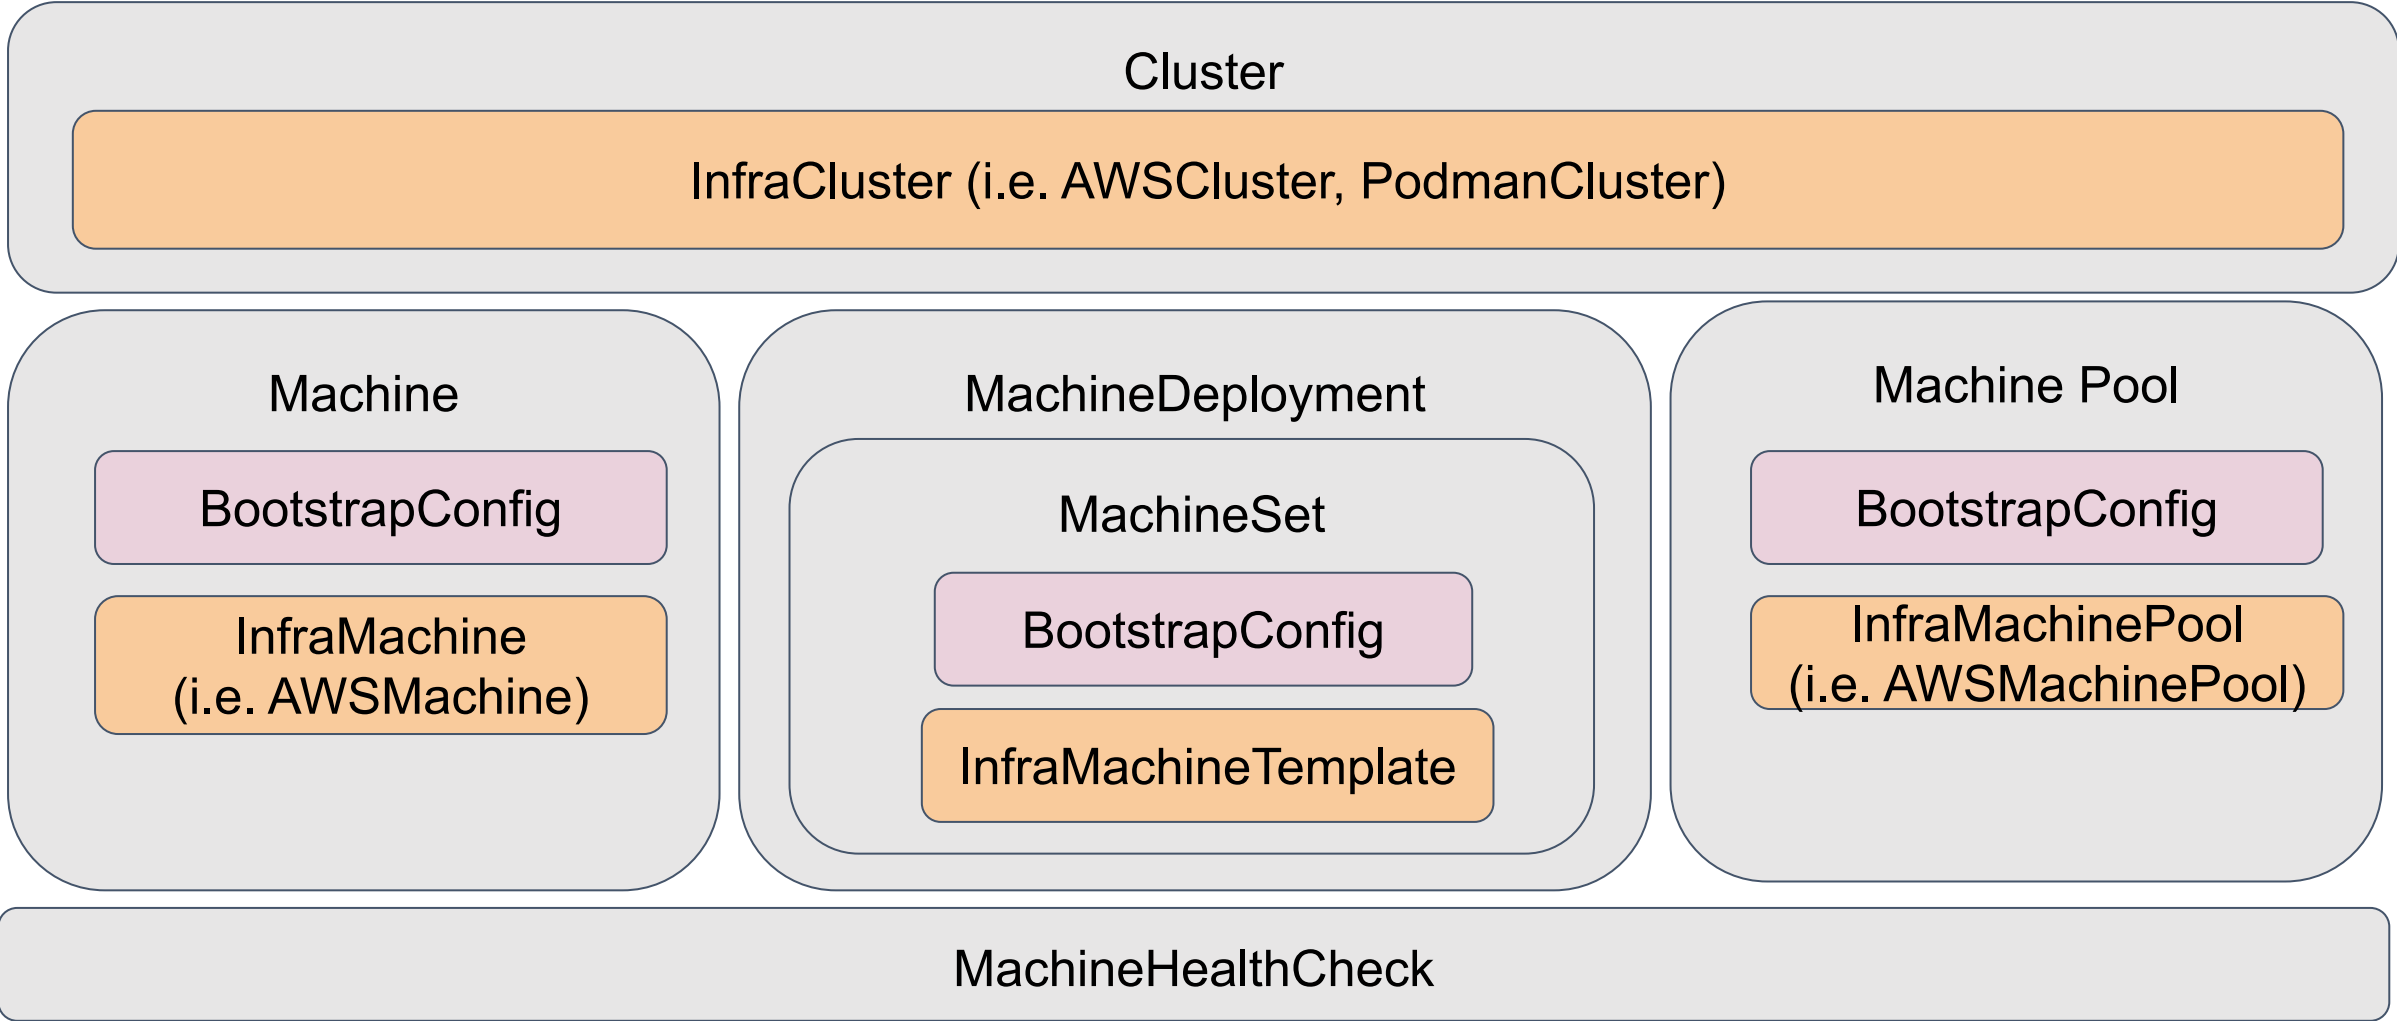 Cluster
InfraCluster (i.e. AWSCluster, PodmanCluster)
Machine
BootstrapConfig
InfraMachine
(i.e. AWSMachine)
MachineDeployment
MachineSet
BootstrapConfig
InfraMachineTemplate
Machine Pool
BootstrapConfig
InfraMachinePool
(i.e. AWSMachinePool)
MachineHealthCheck